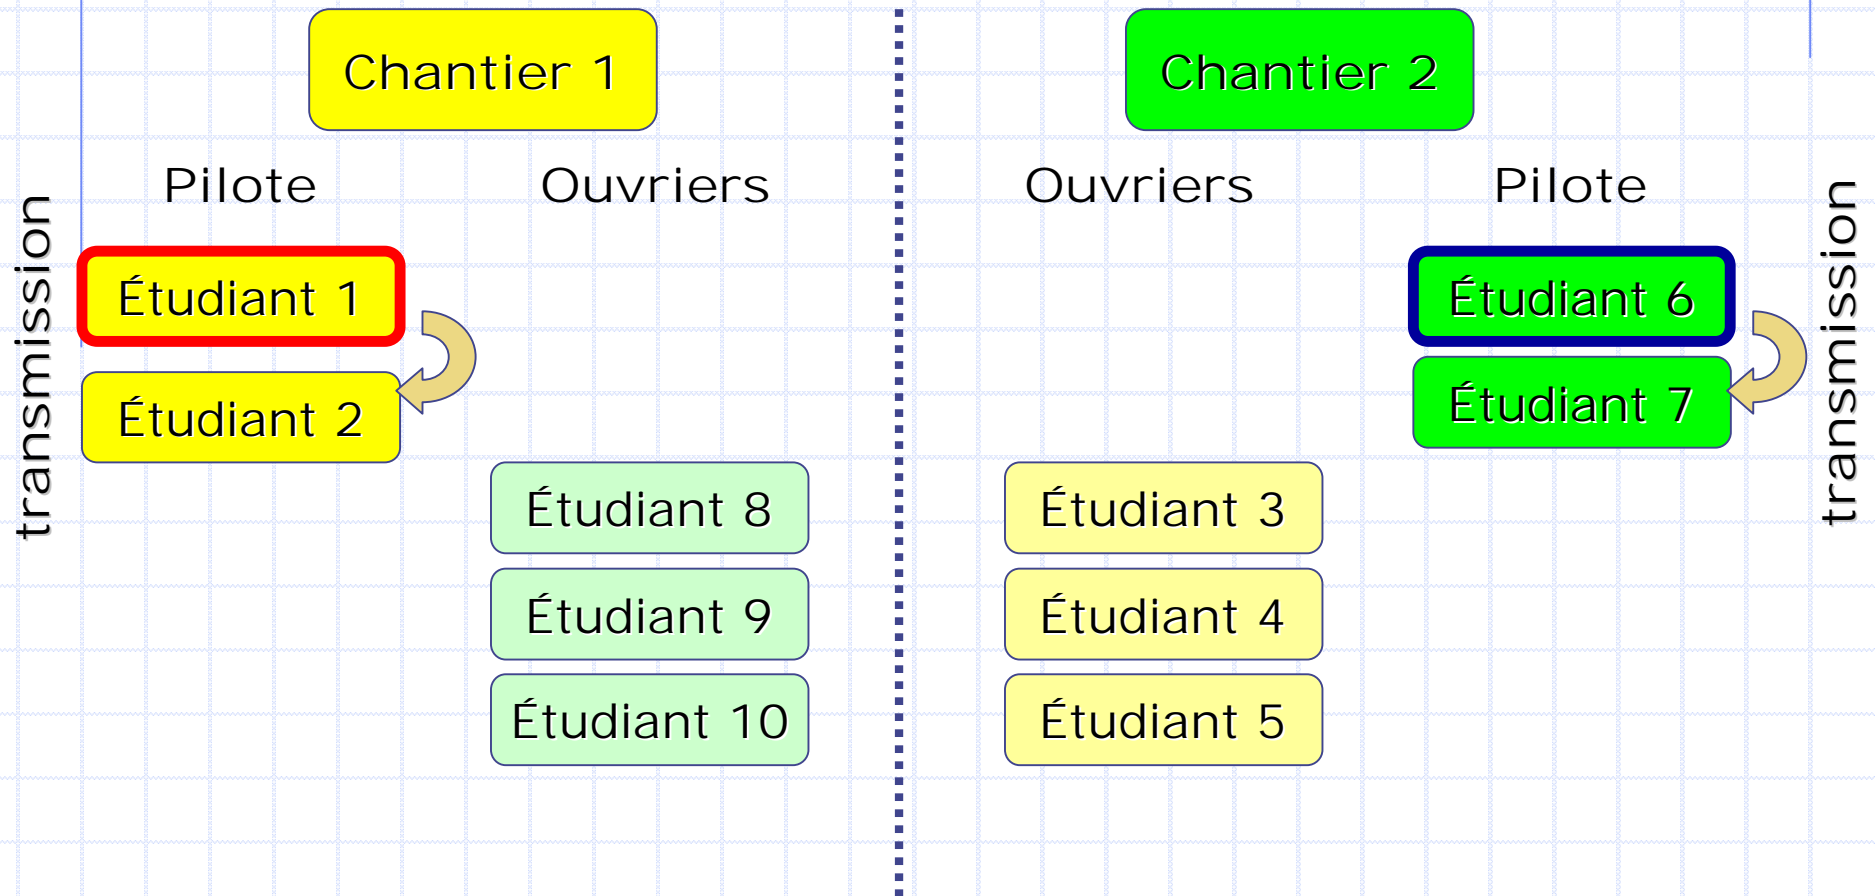 Chantier 1
Chantier 2
Pilote
Ouvriers
Ouvriers
Pilote
transmission
transmission
Étudiant 1
Étudiant 6
Étudiant 2
Étudiant 7
Étudiant 8
Étudiant 3
Étudiant 9
Étudiant 4
Étudiant 10
Étudiant 5